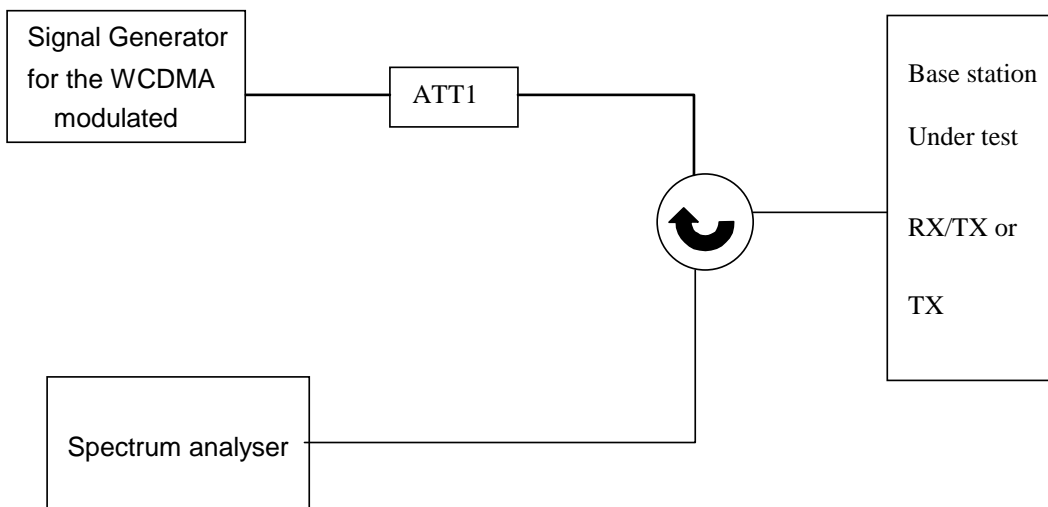 Signal Generator
for the WCDMA
modulated
ATT1
Base station
Under test
RX/TX or
TX
Spectrum analyser